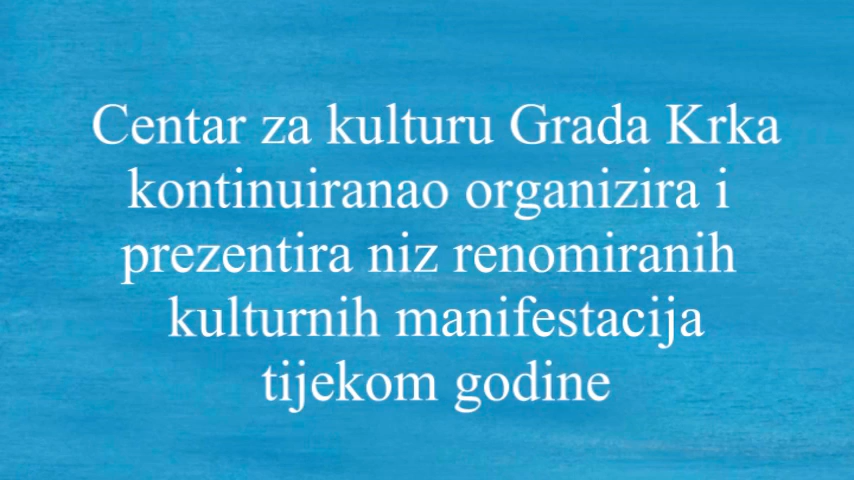 Centar za kulturu Grada Krka
kontinuiranao organizira i
prezentira niz renomiranih
kulturnih manifestacija
tijekom godine